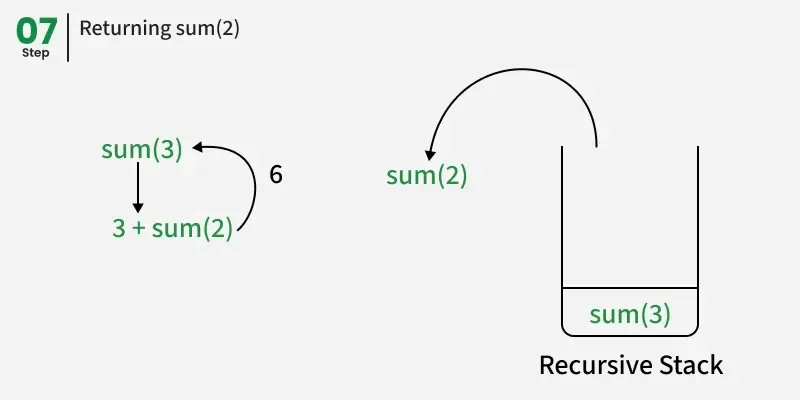 07
Step
Returning sum(2)
sum(3)
6
3 + sum(2)
sum(2)
sum(3)
Recursive Stack